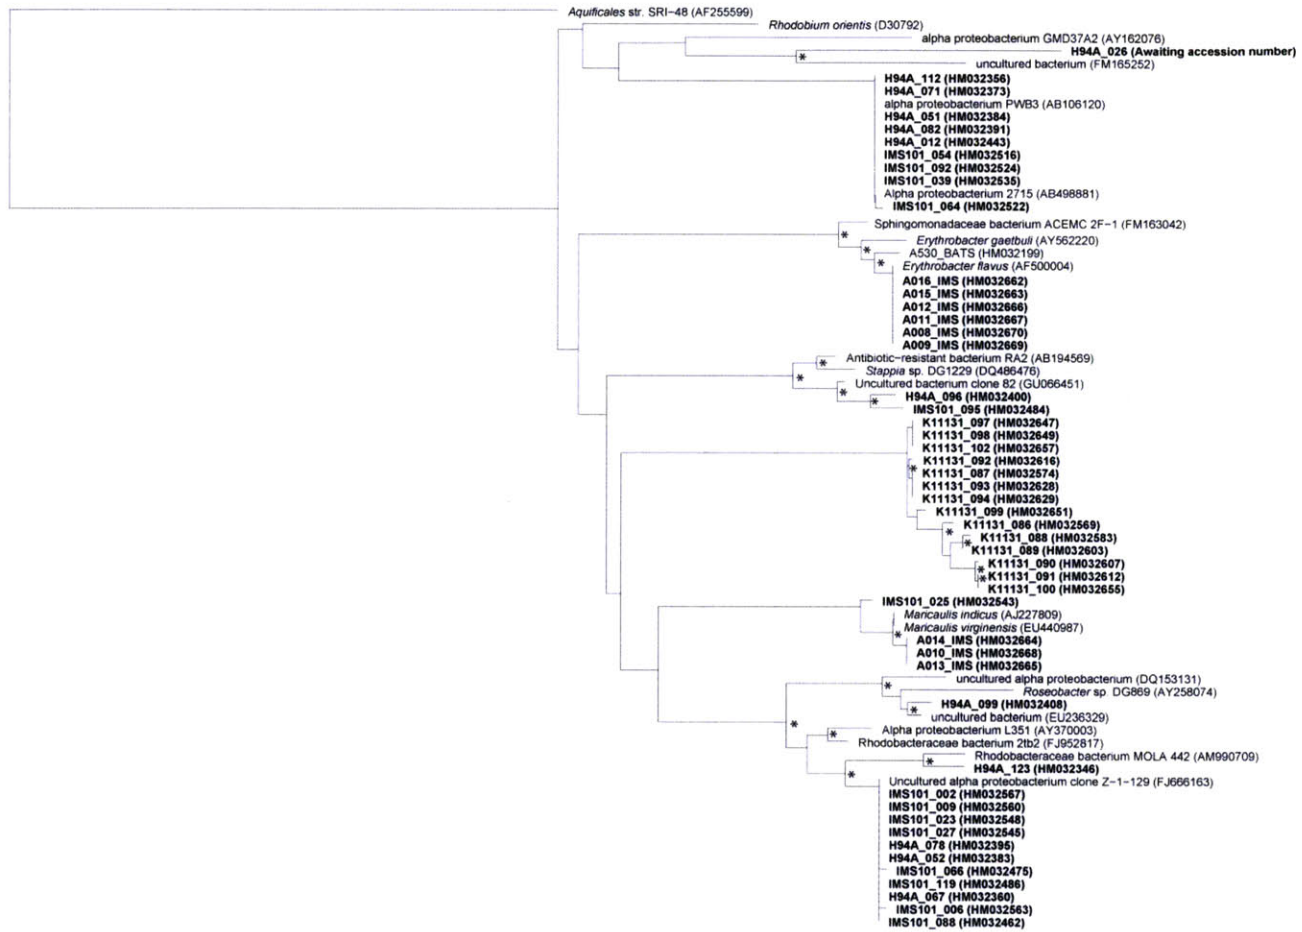 Aquificales str. SRI-48 (AF255599)
Rhodobium orientis (D30792)
alpha proteobacterium GMD37A2 (AY162076)
H94A_026 (Awaiting accession number)
* uncultured bacterium (FM165252)
H94A_112 (HM032356)
H94A_071 (HM032373)
alpha proteobacterium PWB3 (AB106120)
H94A_051 (HM032384)
H94A_082 (HM032391)
H94A_012 (HM032443)
IMS101_054 (HM032516)
IMS101_092 (HM032524)
IMS101_039 (HM032535)
Alpha proteobacterium 2715 (AB498881)
IMS101_064 (HM032522)
Sphingomonadaceae bacterium ACEMC 2F-1 (FM163042)
* Erythrobacter gaetbuli (AY562220)
* A530_BATS (HM032199)
* Erythrobacter flavus (AF500004)
A016_IMS (HM032662)
A015_IMS (HM032663)
A012_IMS (HM032666)
A011_IMS (HM032667)
A008_IMS (HM032670)
A009_IMS (HM032669)
Antibiotic-resistant bacterium RA2 (AB194569)
* Stappia sp. DG1229 (DQ486476)
* Uncultured bacterium clone 82 (GU066451)
* H94A_096 (HM032400)
* IMS101_095 (HM032484)
K11131_097 (HM032647)
K11131_098 (HM032649)
K11131_102 (HM032657)
K11131_092 (HM032616)
* K11131_087 (HM032574)
K11131_093 (HM032628)
K11131_094 (HM032629)
K11131_099 (HM032651)
K11131_086 (HM032569)
* K11131_088 (HM032583)
* K11131_089 (HM032603)
K11131_090 (HM032607)
* K11131_091 (HM032612)
* K11131_100 (HM032655)
IMS101_025 (HM032543)
Maricaulis indicus (AJ227809)
Maricaulis virginensis (EU440987)
* A014_IMS (HM032664)
A010_IMS (HM032668)
A013_IMS (HM032665)
uncultured alpha proteobacterium (DQ153131)
* Roseobacter sp. DG869 (AY258074)
H94A_099 (HM032408)
* uncultured bacterium (EU236329)
* Alpha proteobacterium L351 (AY370003)
* Rhodobacteraceae bacterium 2tb2 (FJ952817)
Rhodobacteraceae bacterium MOLA 442 (AM990709)
* H94A_123 (HM032346)
* Uncultured alpha proteobacterium clone Z-1-129 (FJ666163)
IMS101_002 (HM032567)
IMS101_009 (HM032560)
IMS101_023 (HM032548)
IMS101_027 (HM032545)
H94A_078 (HM032395)
H94A_052 (HM032383)
IMS101_066 (HM032475)
IMS101_119 (HM032486)
H94A_067 (HM032360)
IMS101_006 (HM032563)
IMS101_088 (HM032462)